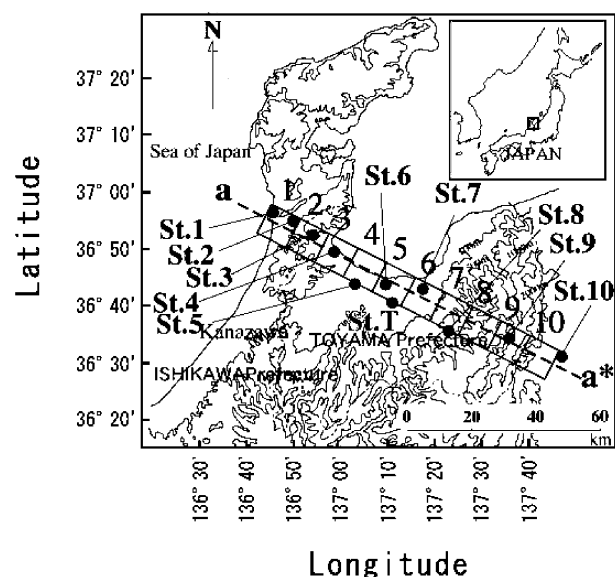 N
37° 20'
37° 10'
37° 00'
36° 50'
36° 40'
36° 30'
36° 20'
Latitude
Sea of Japan
JAPAN
a
1
2
3
4
5
6
7
8
9
10
St.1
St.2
St.3
St.4
St.5
St.6
St.7
St.8
St.9
St.10
St.T
a*
Kanazawa
TOYAMA Prefecture
ISHIKAWA Prefecture
0 20 40 60
km
136° 30'
136° 40'
136° 50'
137° 00'
137° 10'
137° 20'
137° 30'
137° 40'
Longitude